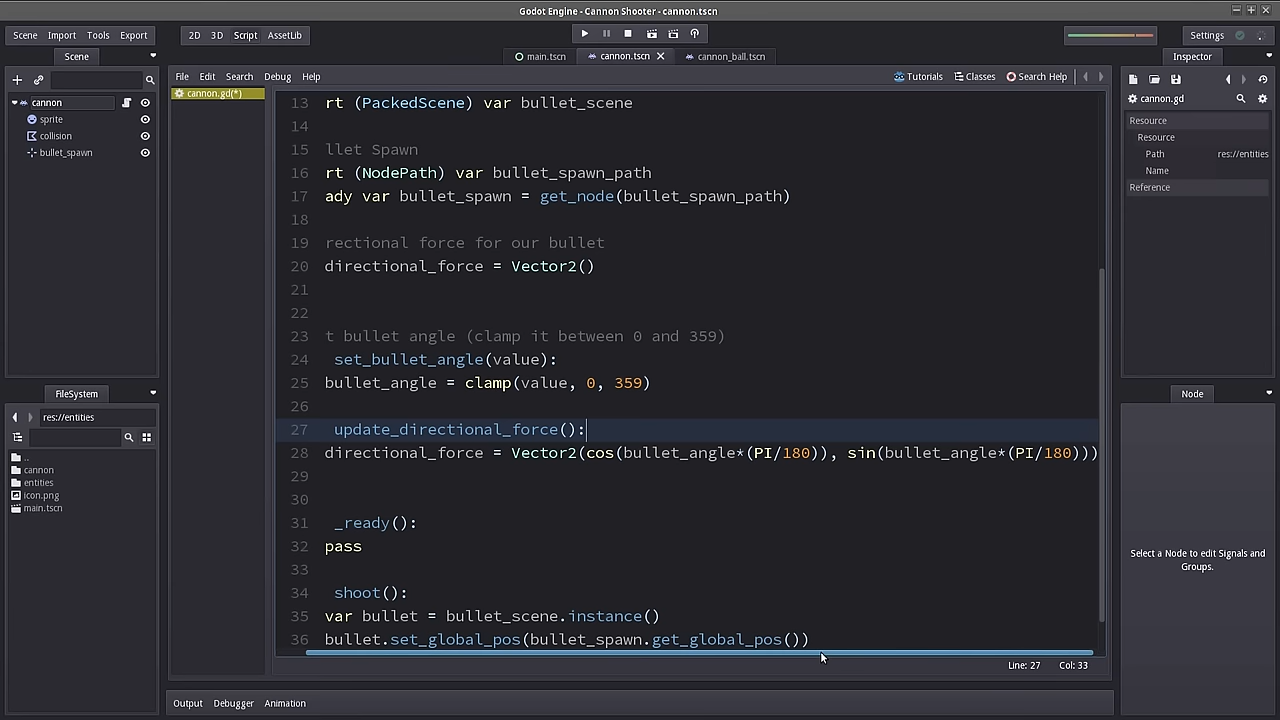 Godot Engine - Cannon Shooter - cannon.tscn
Scene Import Tools Export
2D 3D Script AssetLib
Settings
Scene
main.tscn
cannon.tscn
cannon_ball.tscn
Inspector
File Edit Search Debug Help
Tutorials Classes Search Help
cannon
sprite
collision
bullet_spawn
cannon.gd(*)
cannon.gd
Resource
Resource
Path res://entities
Name
Reference
13 rt (PackedScene) var bullet_scene
14
15 llet Spawn
16 rt (NodePath) var bullet_spawn_path
17 ady var bullet_spawn = get_node(bullet_spawn_path)
18
19 rectional force for our bullet
20 directional_force = Vector2()
21
22
23 t bullet angle (clamp it between 0 and 359)
24 set_bullet_angle(value):
25 bullet_angle = clamp(value, 0, 359)
26
27 update_directional_force():
28 directional_force = Vector2(cos(bullet_angle*(PI/180)), sin(bullet_angle*(PI/180)))
29
30
31 _ready():
32 pass
33
34 shoot():
35 var bullet = bullet_scene.instance()
36 bullet.set_global_pos(bullet_spawn.get_global_pos())
Line: 27 Col: 33
FileSystem
res://entities
..
cannon
entities
icon.png
main.tscn
Node
Select a Node to edit Signals and
Groups.
Output Debugger Animation